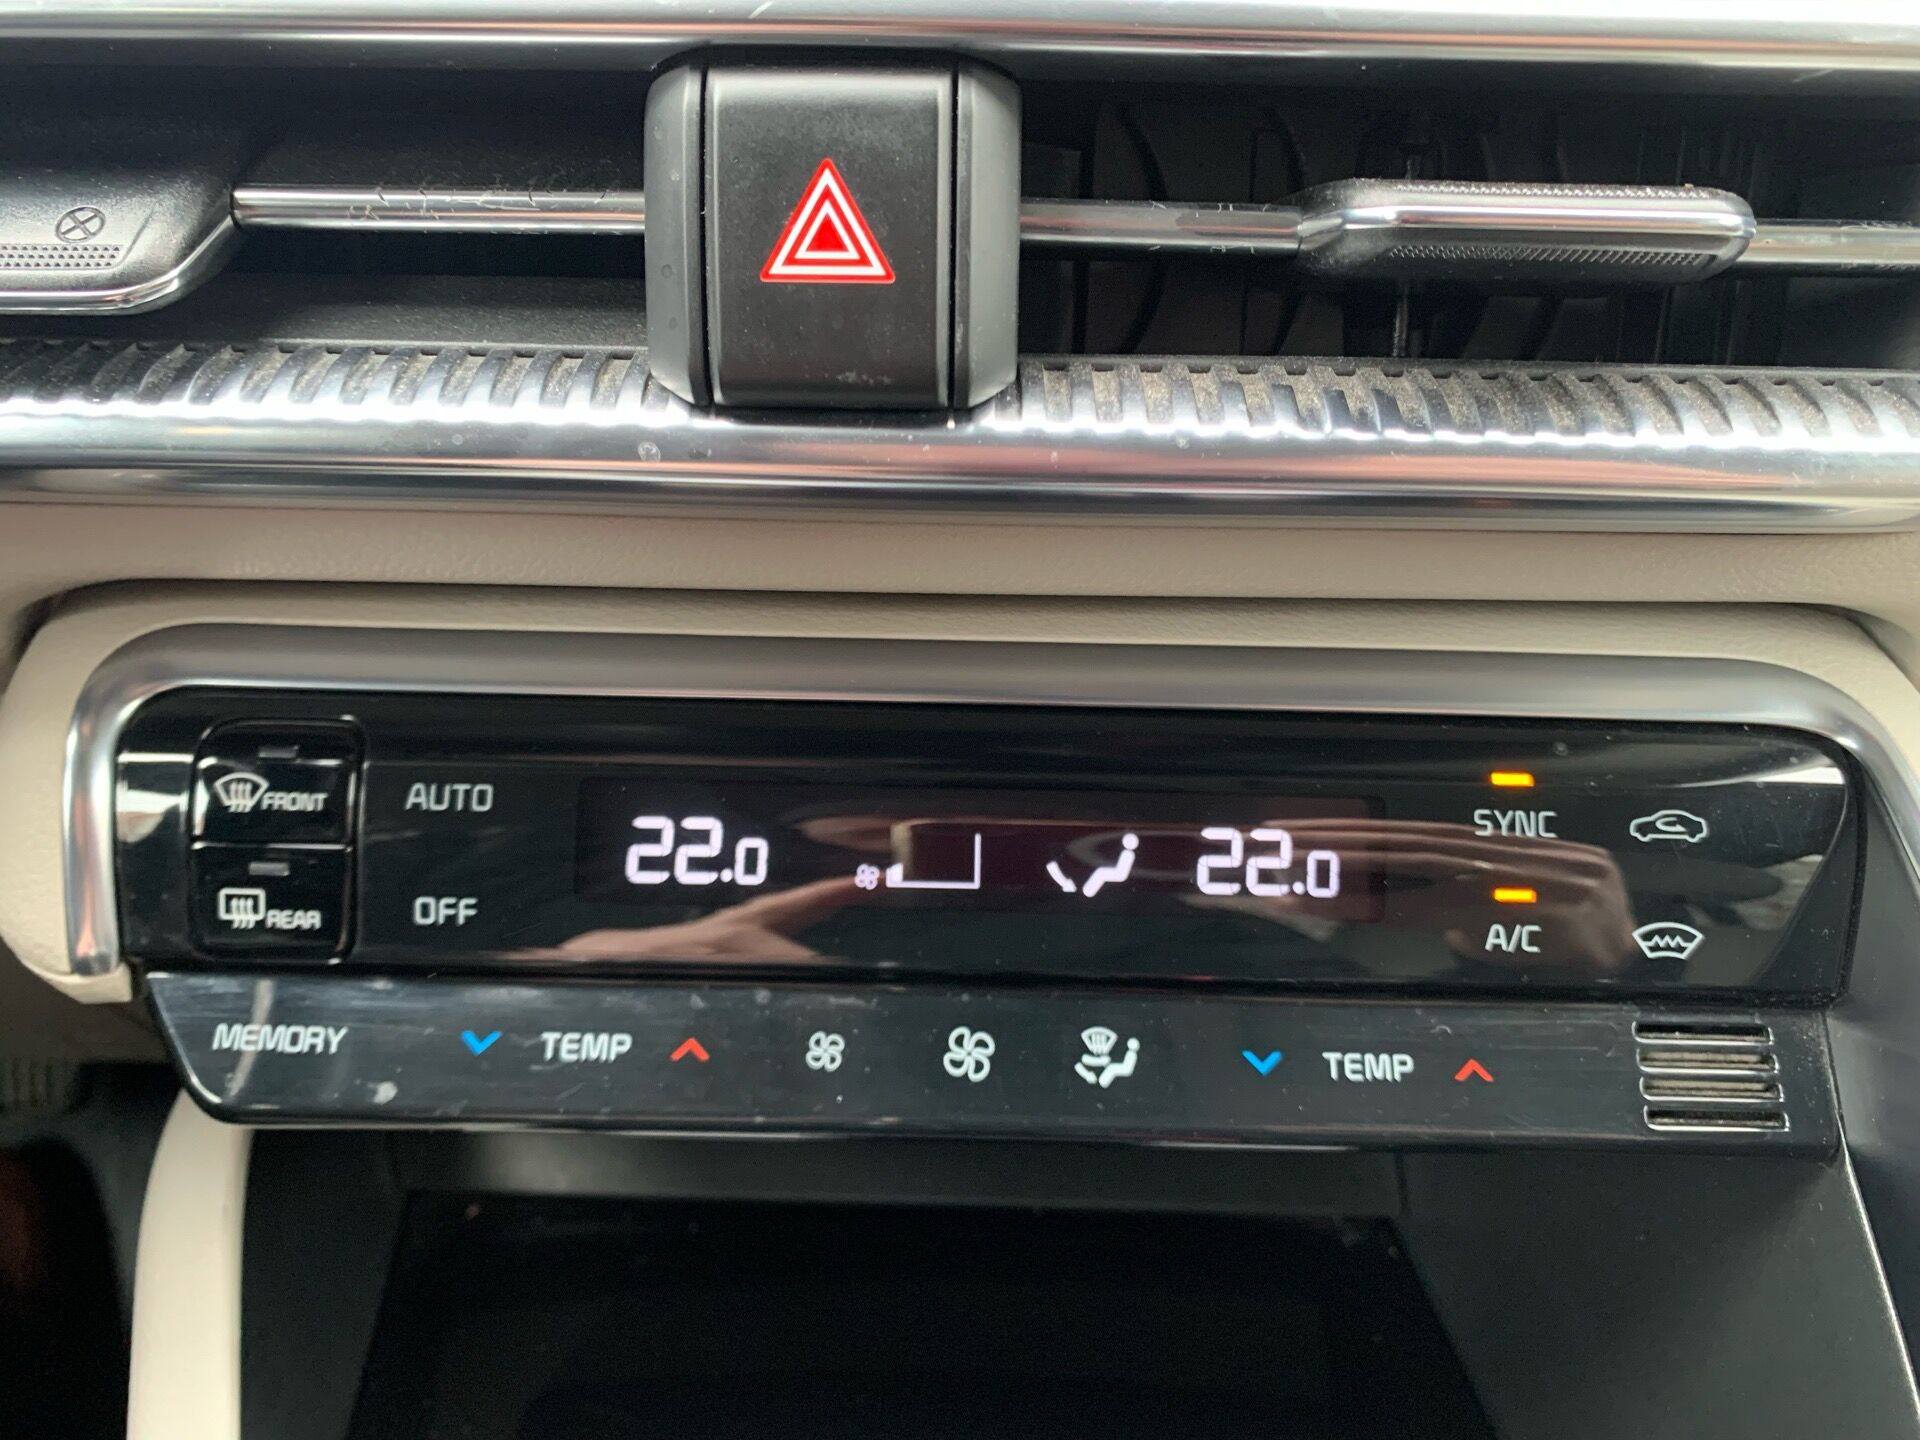 FRONT
AUTO
22.0
22.0
SYNC
REAR
OFF
A/C
MEMORY
TEMP
TEMP